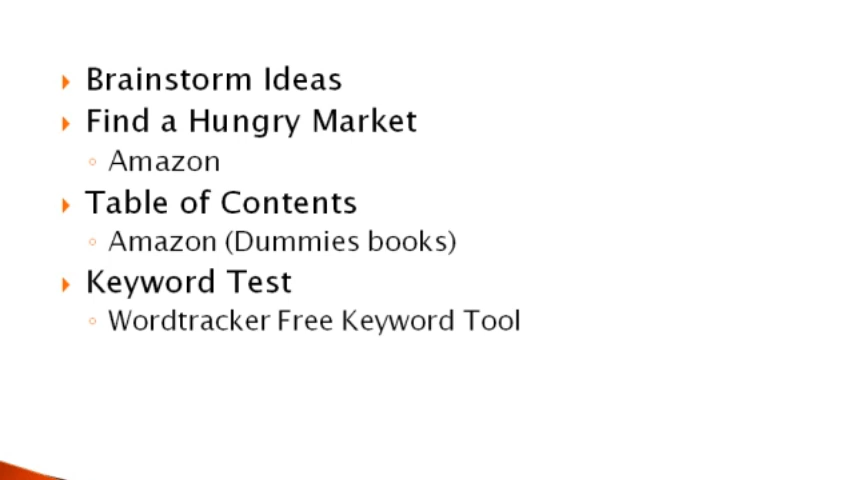 Brainstorm Ideas
Find a Hungry Market
Amazon
Table of Contents
Amazon (Dummies books)
Keyword Test
Wordtracker Free Keyword Tool